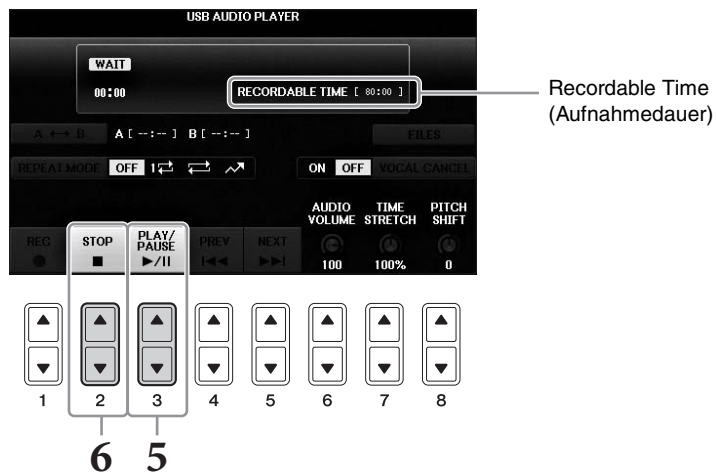 USB AUDIO PLAYER
WAIT
00:00
RECORDABLE TIME [ 80:00 ]
Recordable Time
(Aufnahmedauer)
A ↔ B A [ --:-- ] B [ --:-- ] FILES
REPEAT MODE OFF 1 ON OFF VOCAL CANCEL
AUDIO VOLUME TIME STRETCH PITCH SHIFT
REC STOP PLAY/PAUSE PREV NEXT
100 100% 0
1 2 3 4 5 6 7 8
6 5